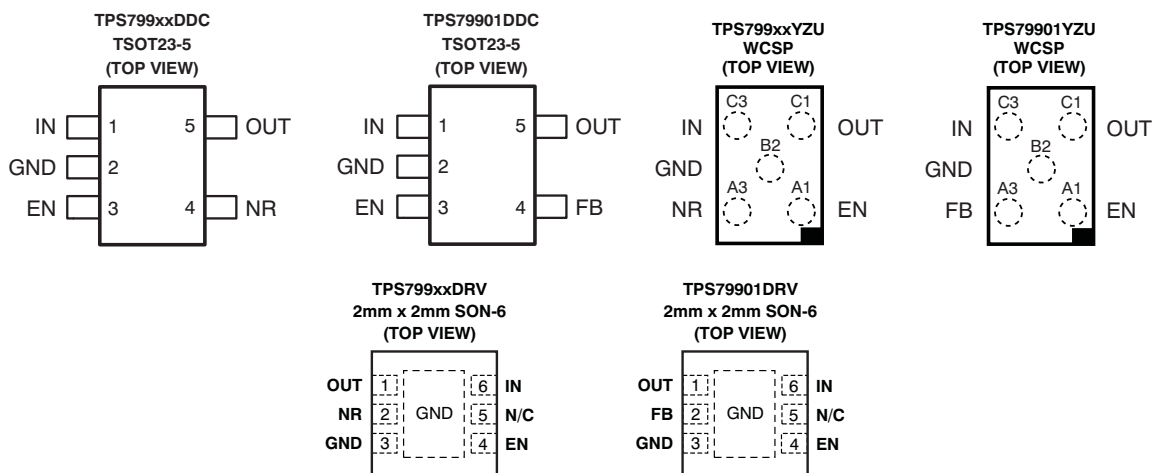 TPS799xxDDC
TSOT23-5
(TOP VIEW)
IN 1 5 OUT
GND 2
EN 3 4 NR
TPS79901DDC
TSOT23-5
(TOP VIEW)
IN 1 5 OUT
GND 2
EN 3 4 FB
TPS799xxYZU
WCSP
(TOP VIEW)
C3 C1
IN OUT
B2
GND
A3 A1
NR EN
TPS79901YZU
WCSP
(TOP VIEW)
C3 C1
IN OUT
B2
GND
A3 A1
FB EN
TPS799xxDRV
2mm x 2mm SON-6
(TOP VIEW)
OUT 1 6 IN
NR 2 GND 5 N/C
GND 3 4 EN
TPS79901DRV
2mm x 2mm SON-6
(TOP VIEW)
OUT 1 6 IN
FB 2 GND 5 N/C
GND 3 4 EN